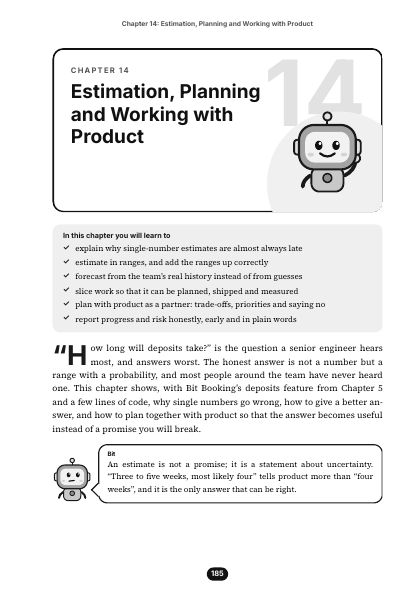 Chapter 14: Estimation, Planning and Working with Product
14
CHAPTER 14
Estimation, Planning
and Working with
Product
In this chapter you will learn to
✓ explain why single-number estimates are almost always late
✓ estimate in ranges, and add the ranges up correctly
✓ forecast from the team's real history instead of from guesses
✓ slice work so that it can be planned, shipped and measured
✓ plan with product as a partner: trade-offs, priorities and saying no
✓ report progress and risk honestly, early and in plain words
“How long will deposits take?” is the question a senior engineer hears
most, and answers worst. The honest answer is not a number but a
range with a probability, and most people around the team have never heard
one. This chapter shows, with Bit Booking's deposits feature from Chapter 5
and a few lines of code, why single numbers go wrong, how to give a better an-
swer, and how to plan together with product so that the answer becomes useful
instead of a promise you will break.
Bit
An estimate is not a promise; it is a statement about uncertainty.
“Three to five weeks, most likely four” tells product more than “four
weeks”, and it is the only answer that can be right.
185